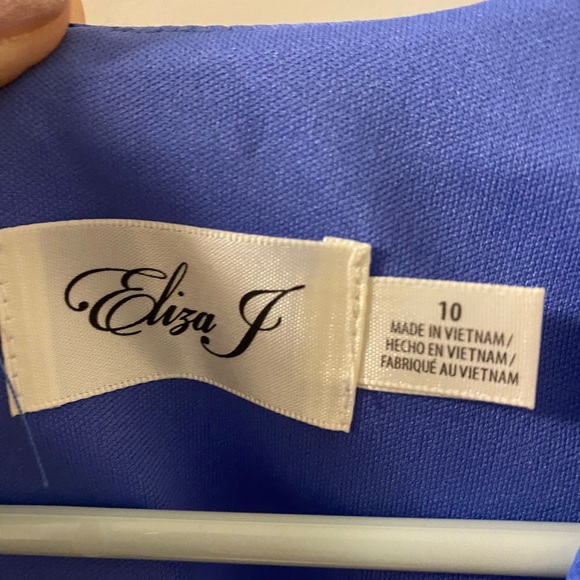 Eliza J
10
MADE IN VIETNAM/
HECHO EN VIETNAM/
FABRIQUÉ AU VIETNAM